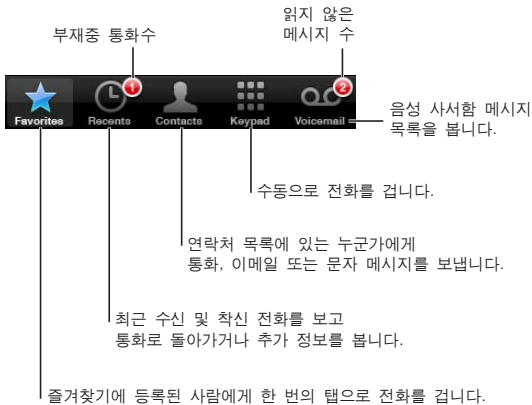 읽지 않은
메시지 수
부재중 통화수
1
2
Favorites
Recents
Contacts
Keypad
Voicemail
음성 사서함 메시지
목록을 봅니다.
수동으로 전화를 겁니다.
연락처 목록에 있는 누군가에게
통화, 이메일 또는 문자 메시지를 보냅니다.
최근 수신 및 착신 전화를 보고
통화로 돌아가거나 추가 정보를 봅니다.
즐겨찾기에 등록된 사람에게 한 번의 탭으로 전화를 겁니다.